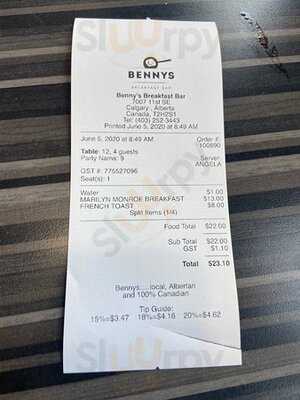 Sluurpy
BENNYS
BREAKFAST BAR
Benny's Breakfast Bar
7007 11st SE
Calgary, Alberta
Canada, T2H2S1
Tel: (403) 252-3443
Printed June 5, 2020 at 8:49 AM
June 5, 2020 at 8:49 AM Order #:
100890
Table: 12, 4 guests
Party Name: 9 Server:
ANGELA
GST #: 775527096
Seat(s): 1
Water $1.00
MARILYN MONROE BREAKFAST $13.00
FRENCH TOAST $8.00
Split Items (1/4)
Food Total $22.00
Sub Total $22.00
GST $1.10
Total $23.10
Bennys.....local, Albertan
and 100% Canadian
Tip Guide:
15%=$3.47 18%=$4.16 20%=$4.62
Sluurpy